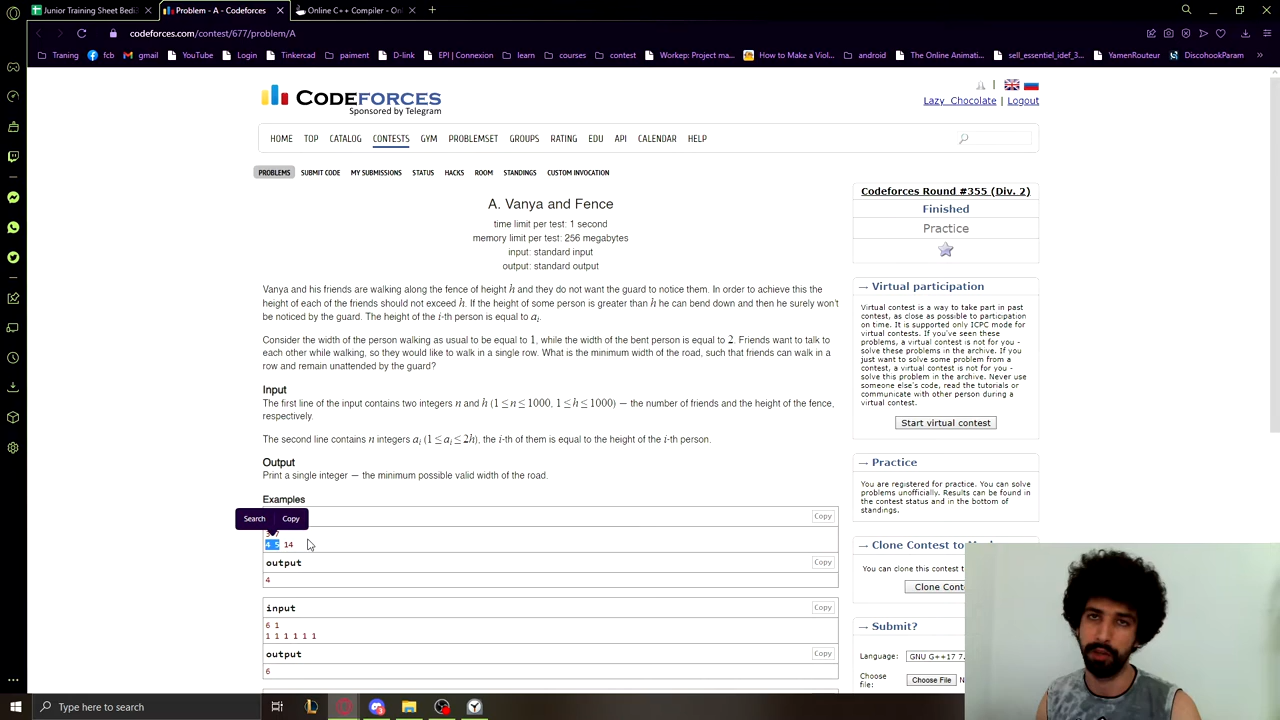 Junior Training Sheet Bedi
Problem - A - Codeforces
Online C++ Compiler - On
codeforces.com/contest/677/problem/A
Traning
fcb
gmail
YouTube
Login
Tinkercad
paiment
D-link
EPI | Connexion
learn
courses
contest
Workep: Project ma...
How to Make a Viol...
android
The Online Animati...
sell_essentiel_idef_3...
YamenRouteur
DiscohookParam
CODEFORCES
Sponsored by Telegram
Lazy_Chocolate | Logout
HOME TOP CATALOG CONTESTS GYM PROBLEMSET GROUPS RATING EDU API CALENDAR HELP
PROBLEMS SUBMIT CODE MY SUBMISSIONS STATUS HACKS ROOM STANDINGS CUSTOM INVOCATION
A. Vanya and Fence
time limit per test: 1 second
memory limit per test: 256 megabytes
input: standard input
output: standard output
Vanya and his friends are walking along the fence of height h and they do not want the guard to notice them. In order to achieve this the
height of each of the friends should not exceed h. If the height of some person is greater than h he can bend down and then he surely won't
be noticed by the guard. The height of the i-th person is equal to ai.
Consider the width of the person walking as usual to be equal to 1, while the width of the bent person is equal to 2. Friends want to talk to
each other while walking, so they would like to walk in a single row. What is the minimum width of the road, such that friends can walk in a
row and remain unattended by the guard?
Input
The first line of the input contains two integers n and h (1 ≤ n ≤ 1000, 1 ≤ h ≤ 1000) — the number of friends and the height of the fence,
respectively.
The second line contains n integers ai (1 ≤ ai ≤ 2h), the i-th of them is equal to the height of the i-th person.
Output
Print a single integer — the minimum possible valid width of the road.
Examples
Search Copy
Copy
3 7
4 5 14
output
Copy
4
input
Copy
6 1
1 1 1 1 1 1
output
Copy
6
Codeforces Round #355 (Div. 2)
Finished
Practice
→ Virtual participation
Virtual contest is a way to take part in past
contest, as close as possible to participation
on time. It is supported only ICPC mode for
virtual contests. If you've seen these
problems, a virtual contest is not for you -
solve these problems in the archive. If you
just want to solve some problem from a
contest, a virtual contest is not for you -
solve this problem in the archive. Never use
someone else's code, read the tutorials or
communicate with other person during a
virtual contest.
Start virtual contest
→ Practice
You are registered for practice. You can solve
problems unofficially. Results can be found in
the contest status and in the bottom of
standings.
→ Clone Contest to
You can clone this contest
Clone Cont
→ Submit?
Language: GNU G++17 7.
Choose
file:
Choose File
Type here to search